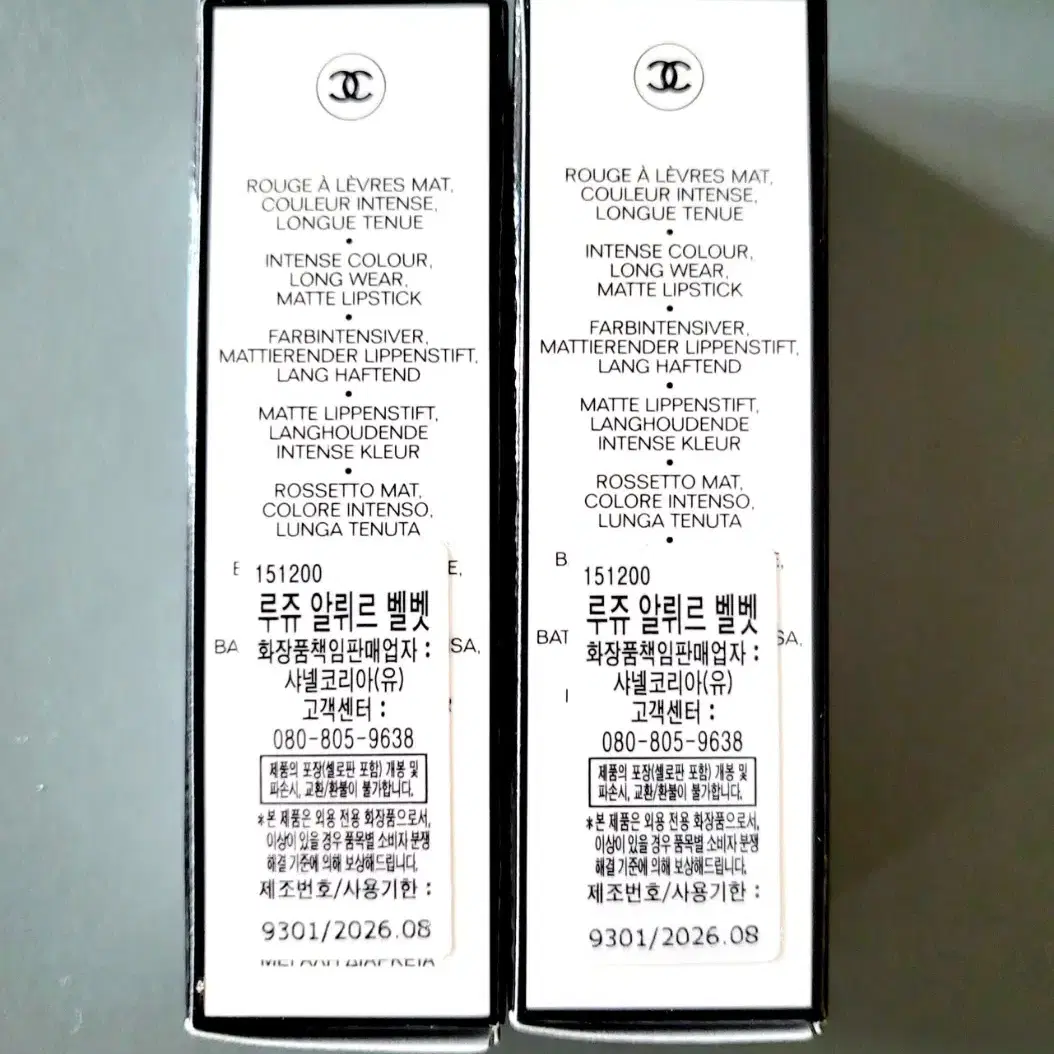 ROUGE À LÈVRES MAT,
COULEUR INTENSE,
LONGUE TENUE
•
INTENSE COLOUR,
LONG WEAR,
MATTE LIPSTICK
•
FARBINTENSIVER,
MATTIERENDER LIPPENSTIFT,
LANG HAFTEND
•
MATTE LIPPENSTIFT,
LANGHOUDENDE
INTENSE KLEUR
•
ROSSETTO MAT,
COLORE INTENSO,
LUNGA TENUTA
151200
루쥬 알뤼르 벨벳
화장품책임판매업자 :
샤넬코리아(유)
고객센터 :
080-805-9638
제품의 포장(셀로판 포함) 개봉 및
파손시, 교환/환불이 불가합니다.
*본 제품은 외용 전용 화장품으로서,
이상이 있을 경우 품목별 소비자 분쟁
해결 기준에 의해 보상해드립니다.
제조번호/사용기한 :
9301/2026.08
ROUGE À LÈVRES MAT,
COULEUR INTENSE,
LONGUE TENUE
•
INTENSE COLOUR,
LONG WEAR,
MATTE LIPSTICK
•
FARBINTENSIVER,
MATTIERENDER LIPPENSTIFT,
LANG HAFTEND
•
MATTE LIPPENSTIFT,
LANGHOUDENDE
INTENSE KLEUR
•
ROSSETTO MAT,
COLORE INTENSO,
LUNGA TENUTA
•
151200
루쥬 알뤼르 벨벳
화장품책임판매업자 :
샤넬코리아(유)
고객센터 :
080-805-9638
제품의 포장(셀로판 포함) 개봉 및
파손시, 교환/환불이 불가합니다.
*본 제품은 외용 전용 화장품으로서,
이상이 있을 경우 품목별 소비자 분쟁
해결 기준에 의해 보상해드립니다.
제조번호/사용기한 :
9301/2026.08